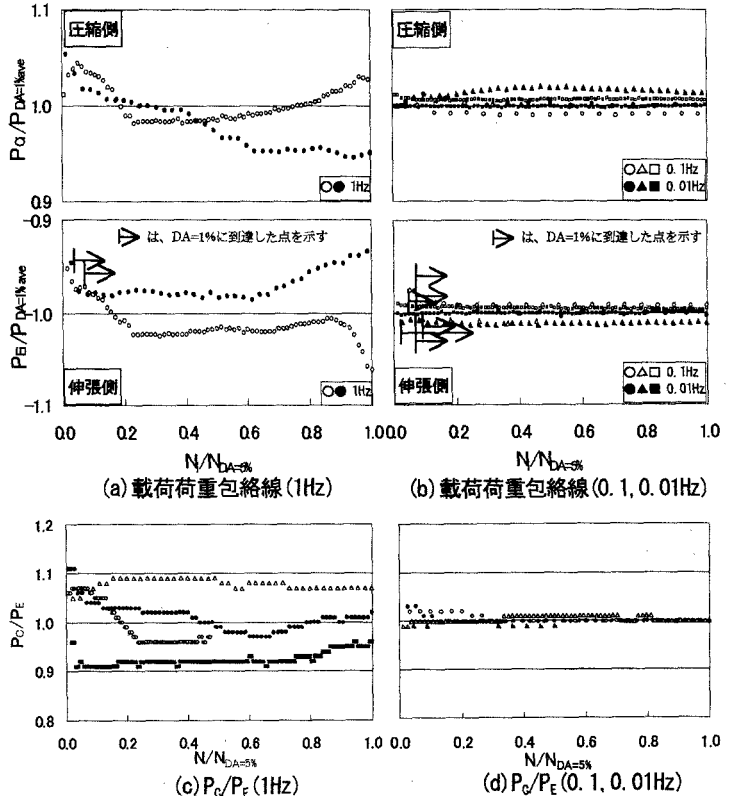 圧縮側
圧縮側
1.1
1.0
0.9
PC/PDA=1%ave
○● 1Hz
○△□ 0.1Hz
●▲■ 0.01Hz
-0.9
-1.0
-1.1
PE/PDA=1%ave
は、DA=1%に到達した点を示す
は、DA=1%に到達した点を示す
伸張側
伸張側
○● 1Hz
○△□ 0.1Hz
●▲■ 0.01Hz
0.0 0.2 0.4 0.6 0.8 1.0
0.0 0.2 0.4 0.6 0.8 1.0
N/NDA=5%
N/NDA=5%
(a) 載荷荷重包絡線(1Hz)
(b) 載荷荷重包絡線(0.1,0.01Hz)
1.2
1.1
1.0
0.9
0.8
PC/PE
0.0 0.2 0.4 0.6 0.8 1.0
0.0 0.2 0.4 0.6 0.8 1.0
N/NDA=5%
N/NDA=5%
(c) PC/PE(1Hz)
(d) PC/PE(0.1,0.01Hz)